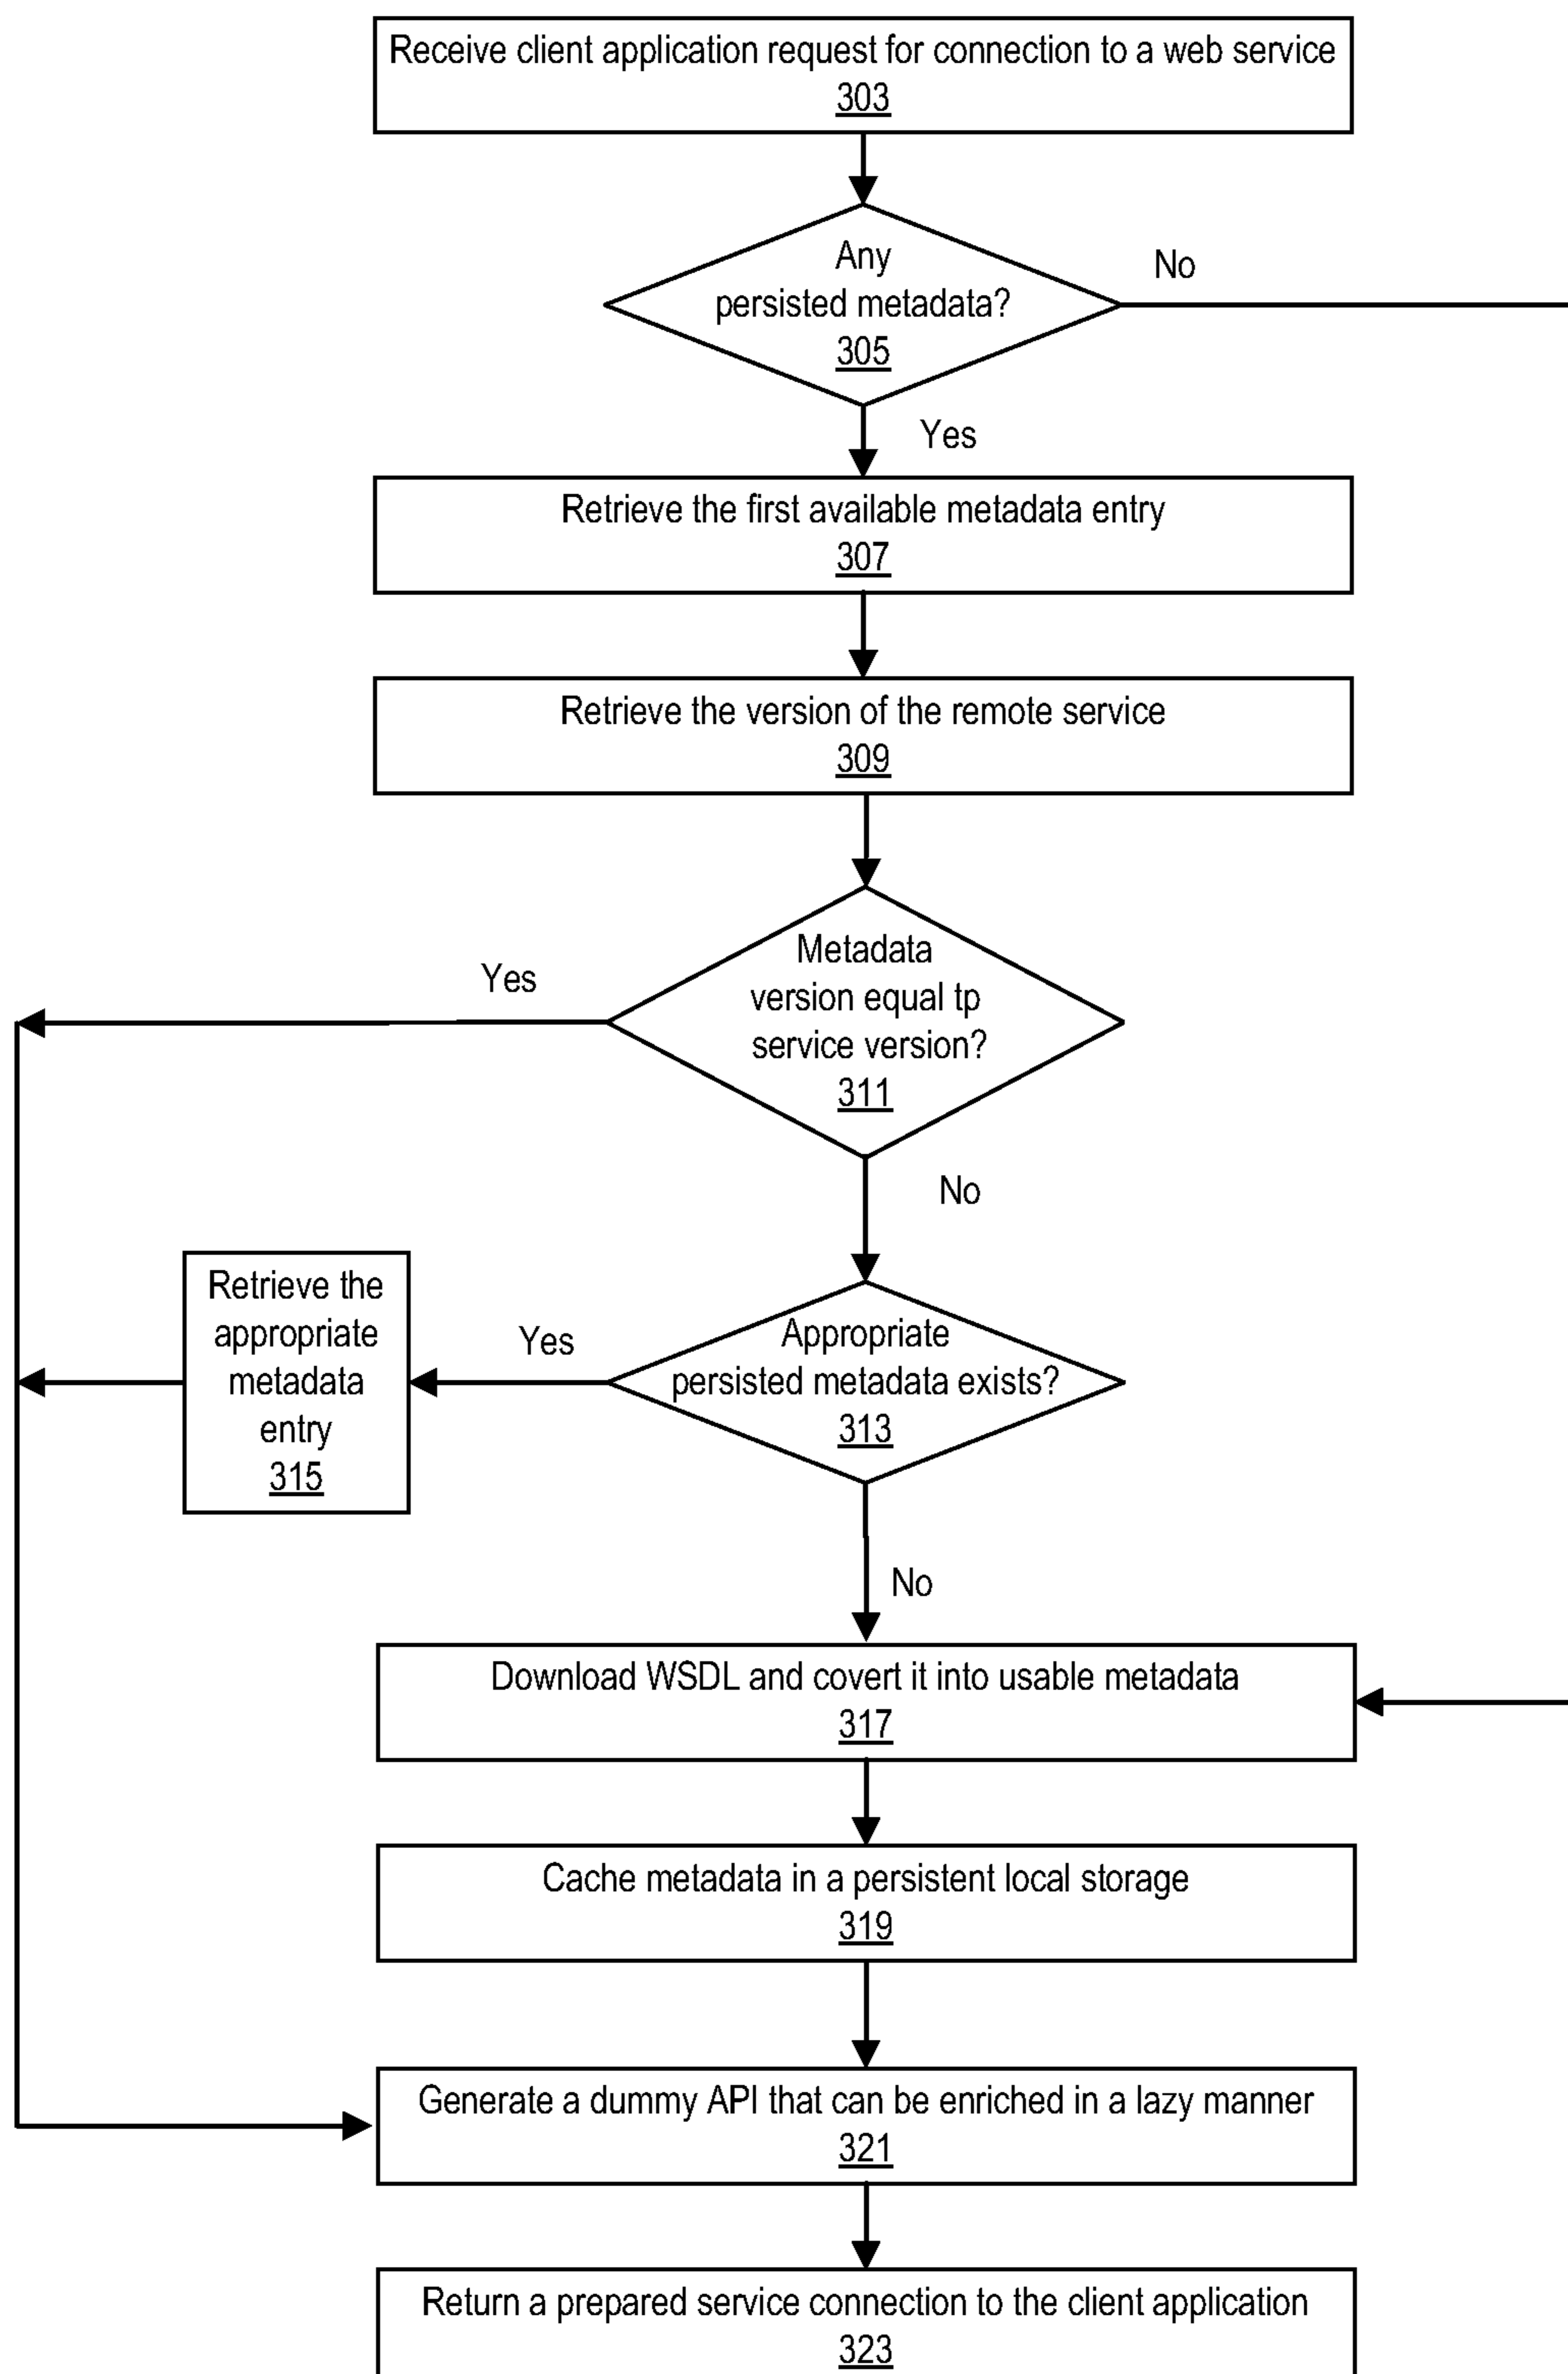 Receive client application request for connection to a web service
303
Any
persisted metadata?
305
No
Yes
Retrieve the first available metadata entry
307
Retrieve the version of the remote service
309
Metadata
version equal tp
service version?
311
Yes
No
Appropriate
persisted metadata exists?
313
Yes
Retrieve the
appropriate
metadata
entry
315
No
Download WSDL and covert it into usable metadata
317
Cache metadata in a persistent local storage
319
Generate a dummy API that can be enriched in a lazy manner
321
Return a prepared service connection to the client application
323